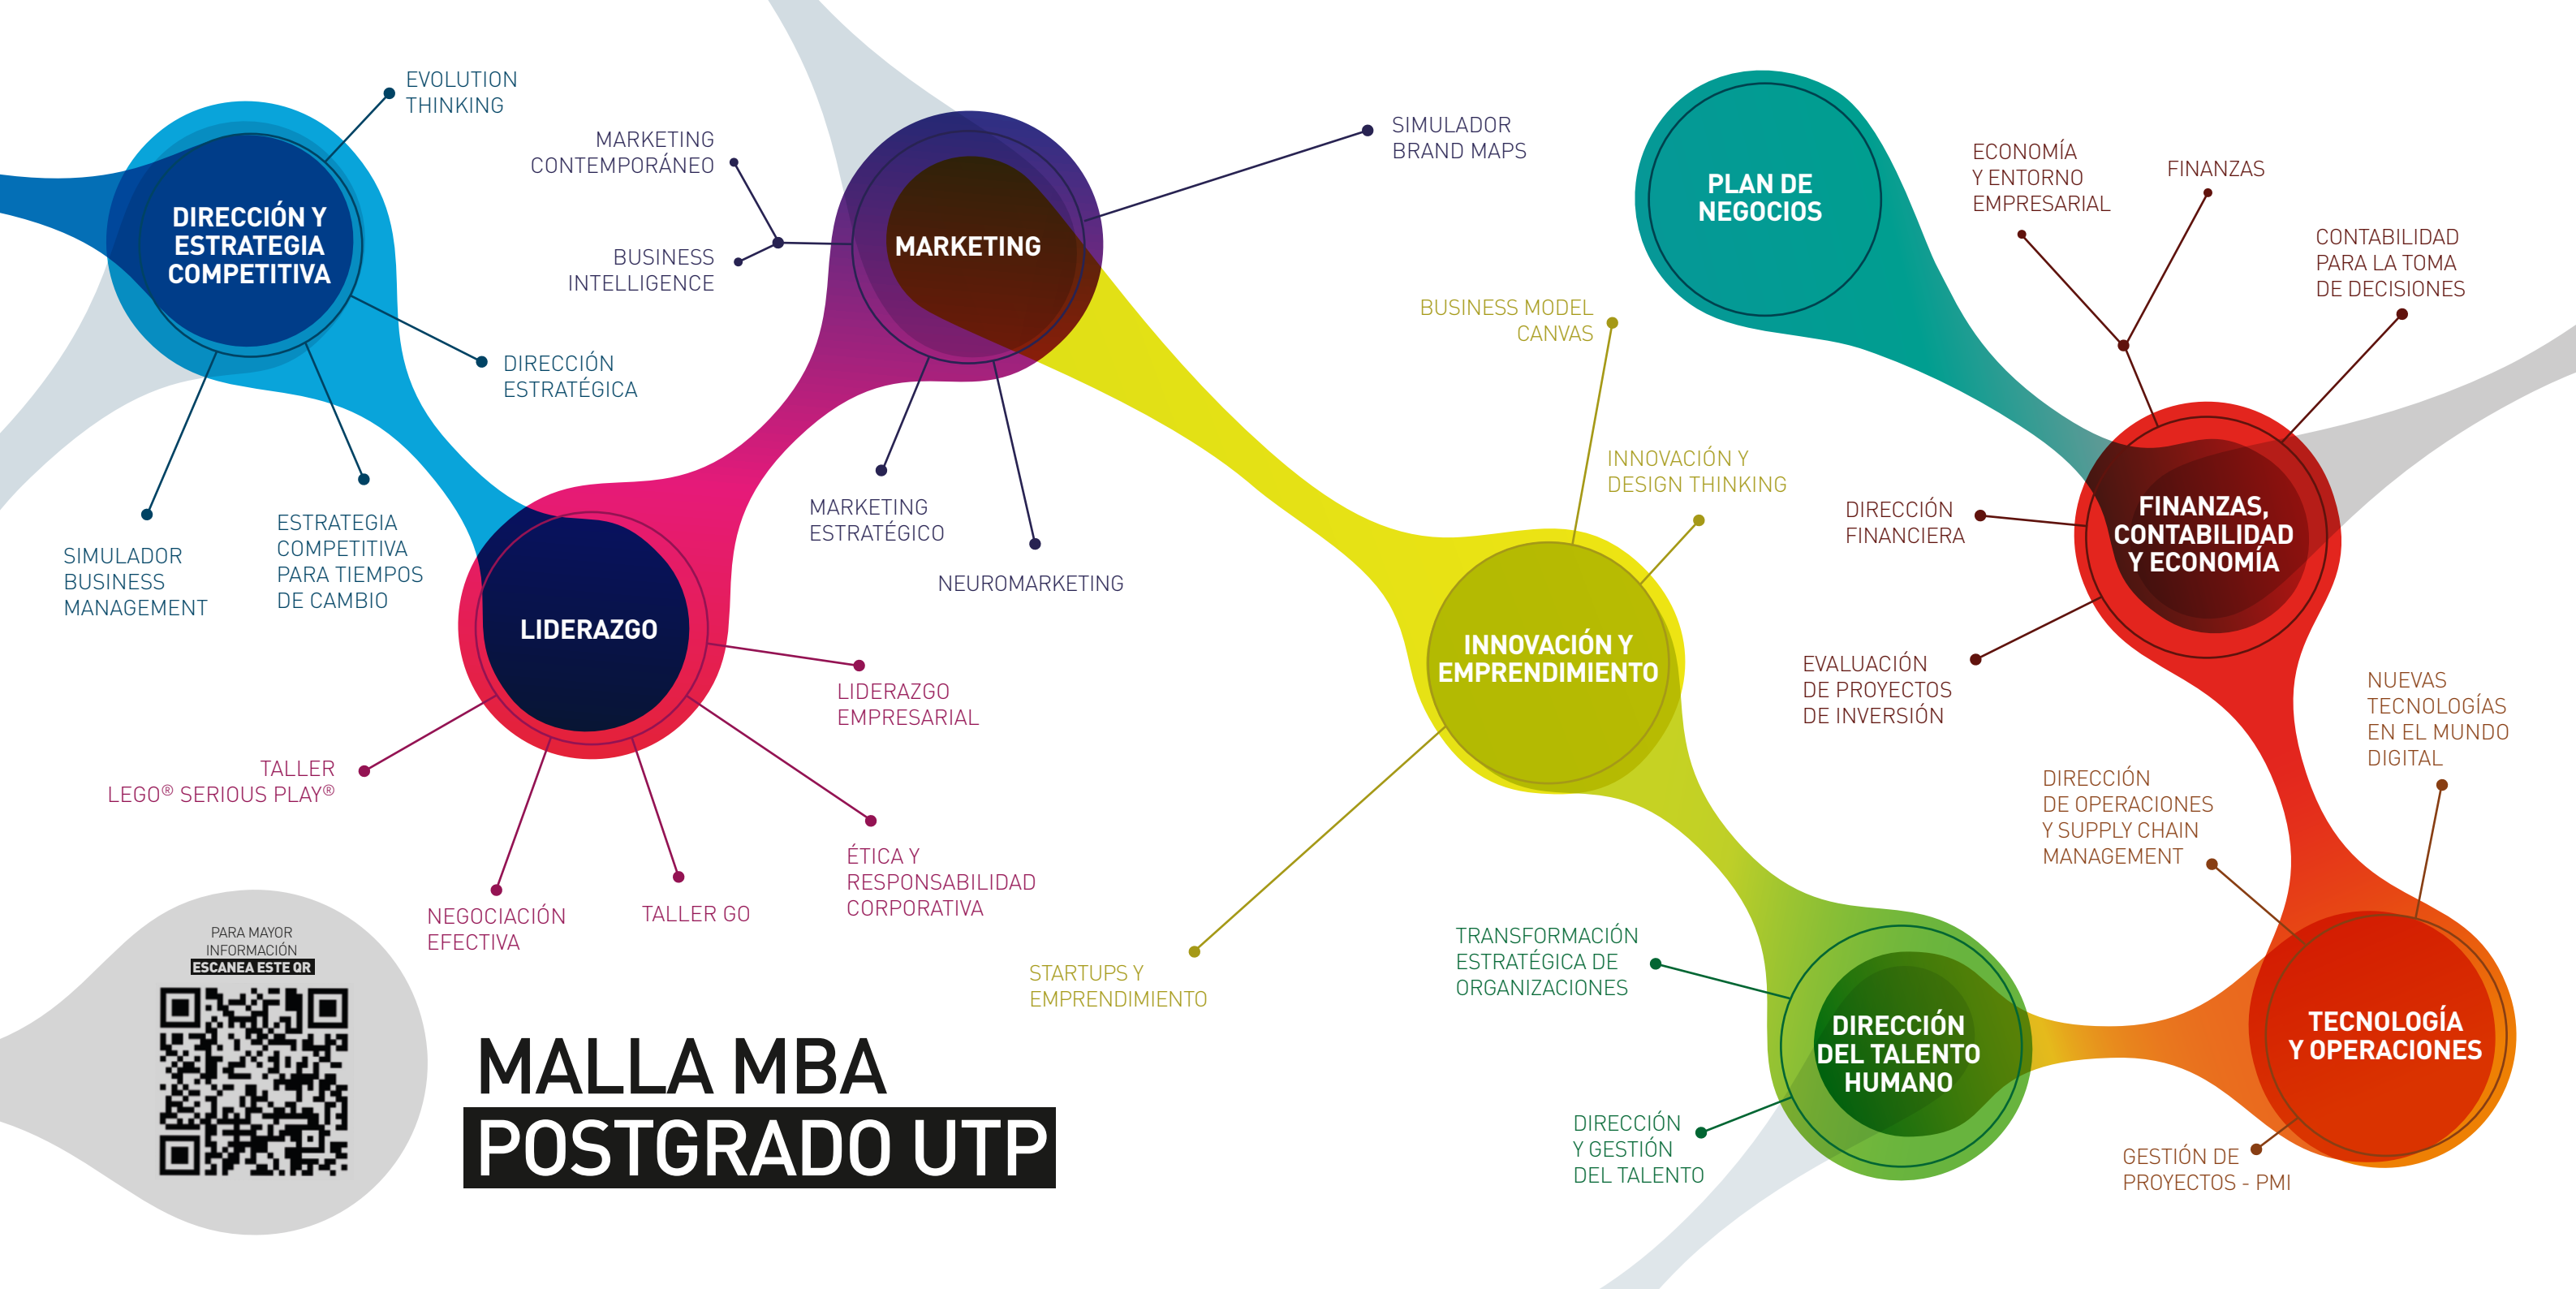 EVOLUTION
THINKING
DIRECCIÓN Y
ESTRATEGIA
COMPETITIVA
DIRECCIÓN
ESTRATÉGICA
SIMULADOR
BUSINESS
MANAGEMENT
ESTRATEGIA
COMPETITIVA
PARA TIEMPOS
DE CAMBIO
LIDERAZGO
LIDERAZGO
EMPRESARIAL
TALLER
LEGO® SERIOUS PLAY®
NEGOCIACIÓN
EFECTIVA
TALLER GO
ÉTICA Y
RESPONSABILIDAD
CORPORATIVA
MARKETING
CONTEMPORÁNEO
BUSINESS
INTELLIGENCE
MARKETING
SIMULADOR
BRAND MAPS
MARKETING
ESTRATÉGICO
NEUROMARKETING
BUSINESS MODEL
CANVAS
INNOVACIÓN Y
DESIGN THINKING
INNOVACIÓN Y
EMPRENDIMIENTO
STARTUPS Y
EMPRENDIMIENTO
TRANSFORMACIÓN
ESTRATÉGICA DE
ORGANIZACIONES
DIRECCIÓN
DEL TALENTO
HUMANO
DIRECCIÓN
Y GESTIÓN
DEL TALENTO
PLAN DE
NEGOCIOS
ECONOMÍA
Y ENTORNO
EMPRESARIAL
FINANZAS
CONTABILIDAD
PARA LA TOMA
DE DECISIONES
DIRECCIÓN
FINANCIERA
FINANZAS,
CONTABILIDAD
Y ECONOMÍA
EVALUACIÓN
DE PROYECTOS
DE INVERSIÓN
NUEVAS
TECNOLOGÍAS
EN EL MUNDO
DIGITAL
DIRECCIÓN
DE OPERACIONES
Y SUPPLY CHAIN
MANAGEMENT
TECNOLOGÍA
Y OPERACIONES
GESTIÓN DE
PROYECTOS - PMI
PARA MAYOR
INFORMACIÓN
ESCANEA ESTE QR
MALLA MBA
POSTGRADO UTP